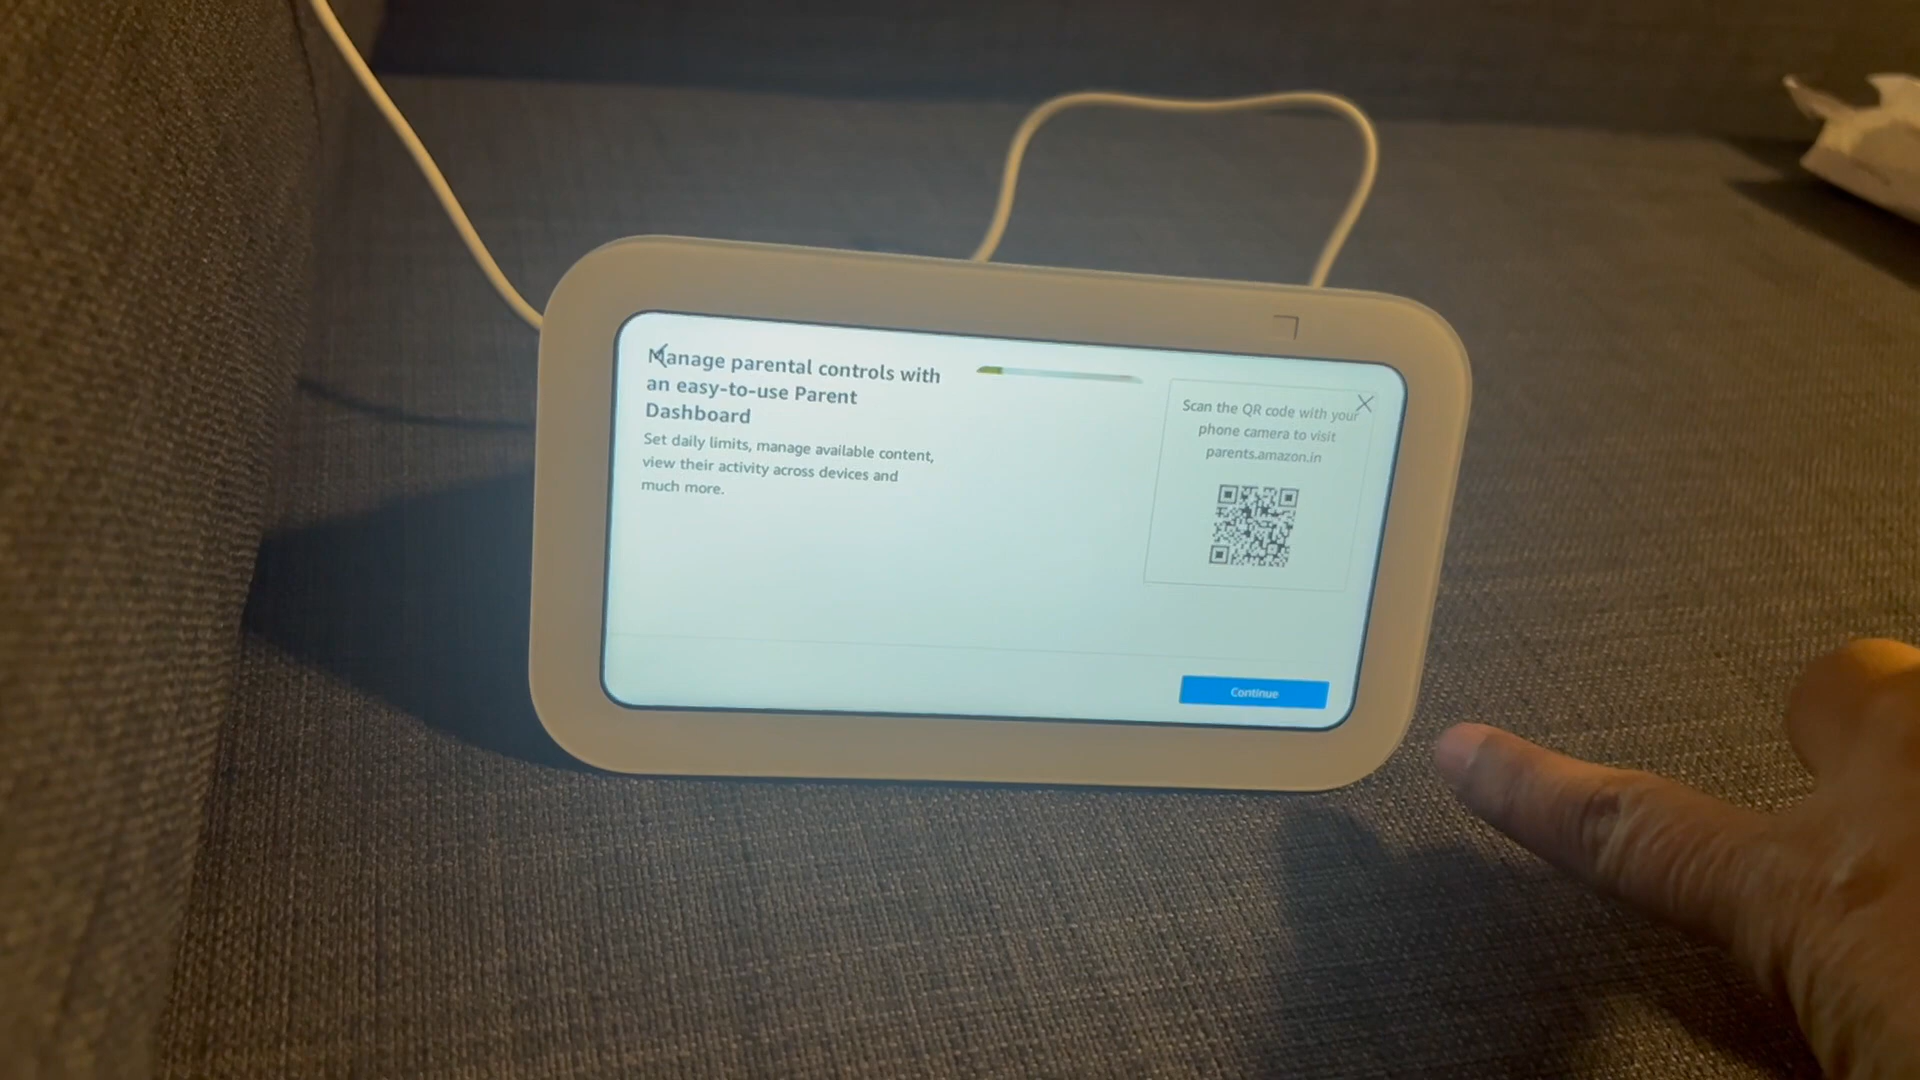 Manage parental controls with
an easy-to-use Parent
Dashboard
Set daily limits, manage available content,
view their activity across devices and
much more.
Scan the QR code with your
phone camera to visit
parents.amazon.in
Continue